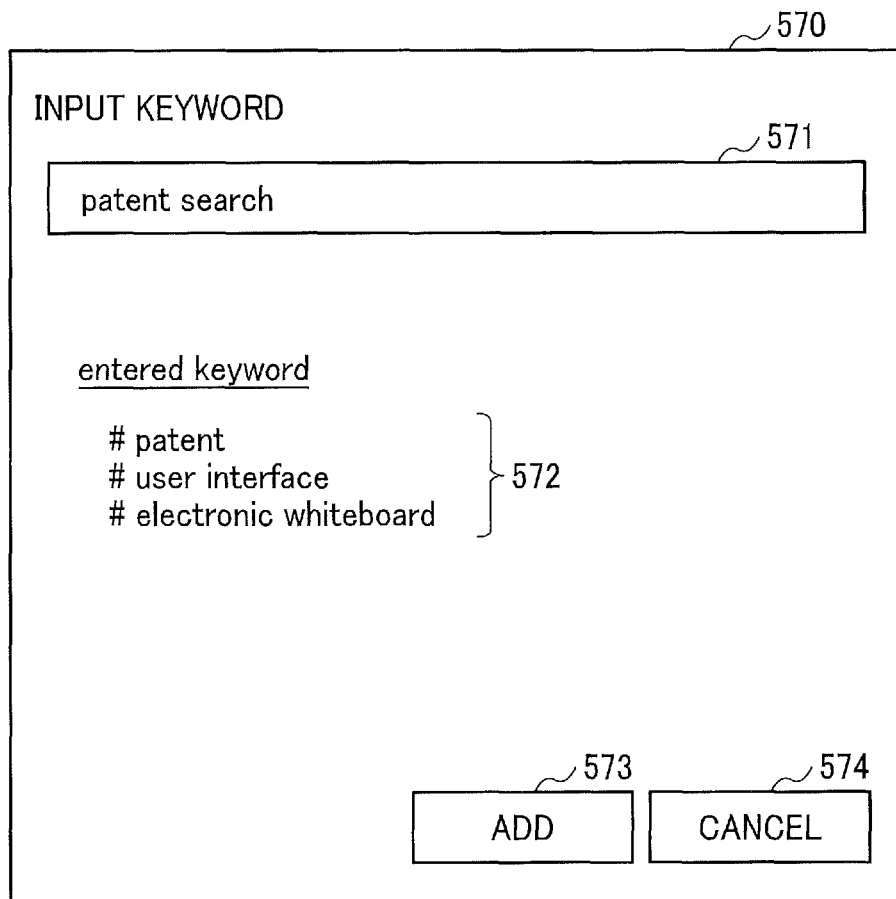 570
INPUT KEYWORD
571
patent search
entered keyword
# patent
# user interface
# electronic whiteboard
572
573
574
ADD
CANCEL